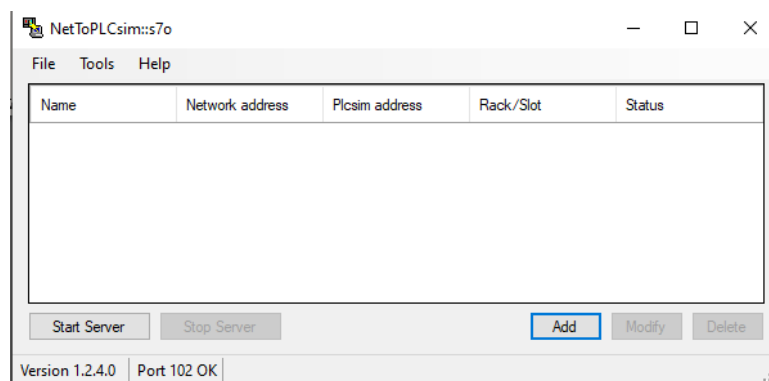 NetToPLCsim::s7o
File Tools Help
Name Network address Plcsim address Rack/Slot Status
Start Server Stop Server Add Modify Delete
Version 1.2.4.0 Port 102 OK